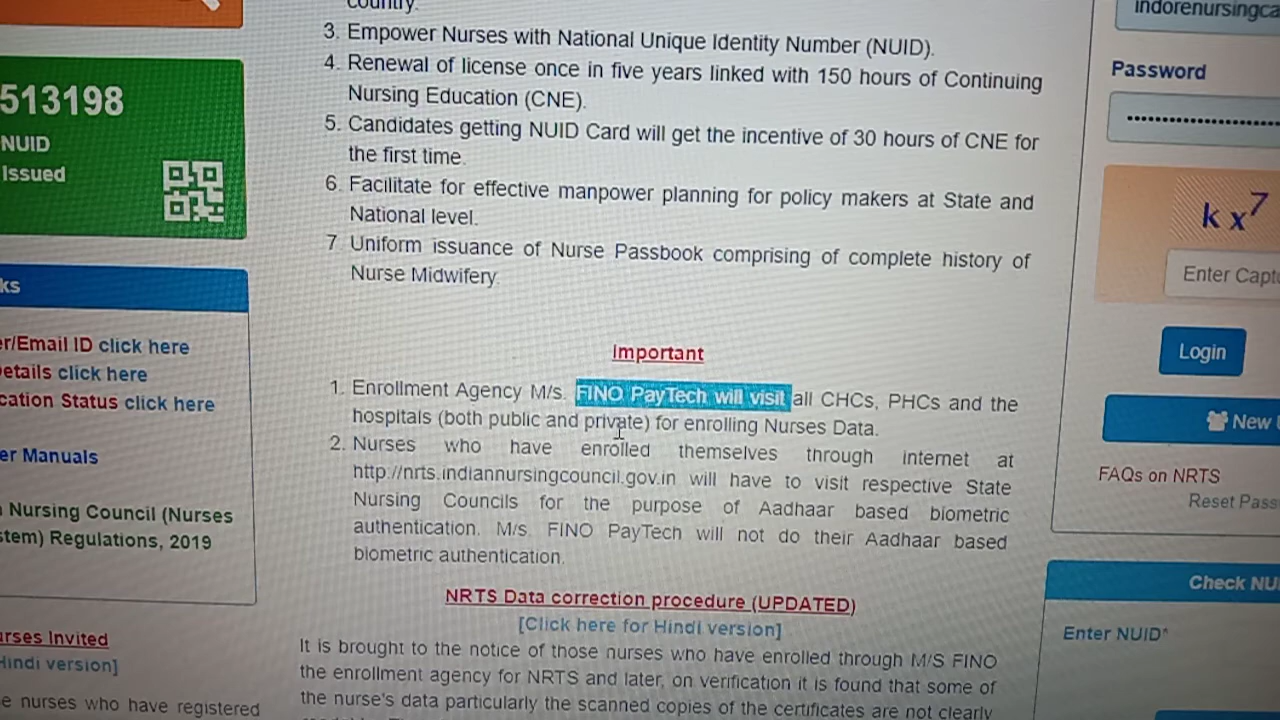 513198
NUID
Issued
ks
er/Email ID click here
etails click here
cation Status click here
er Manuals
Nursing Council (Nurses
stem) Regulations, 2019
urses Invited
Hindi version]
e nurses who have registered
country.
3. Empower Nurses with National Unique Identity Number (NUID).
4. Renewal of license once in five years linked with 150 hours of Continuing
Nursing Education (CNE).
5. Candidates getting NUID Card will get the incentive of 30 hours of CNE for
the first time.
6. Facilitate for effective manpower planning for policy makers at State and
National level.
7. Uniform issuance of Nurse Passbook comprising of complete history of
Nurse Midwifery.
Important
1. Enrollment Agency M/s. FINO PayTech will visit all CHCs, PHCs and the
hospitals (both public and private) for enrolling Nurses Data.
2. Nurses who have enrolled themselves through internet at
http://nrts.indiannursingcouncil.gov.in will have to visit respective State
Nursing Councils for the purpose of Aadhaar based biometric
authentication. M/s. FINO PayTech will not do their Aadhaar based
biometric authentication.
NRTS Data correction procedure (UPDATED)
[Click here for Hindi version]
It is brought to the notice of those nurses who have enrolled through M/S FINO
the enrollment agency for NRTS and later, on verification it is found that some of
the nurse's data particularly the scanned copies of the certificates are not clearly
indorenursingca
Password
kx7
Enter Capt
Login
New
FAQs on NRTS
Reset Pass
Check NU
Enter NUID*